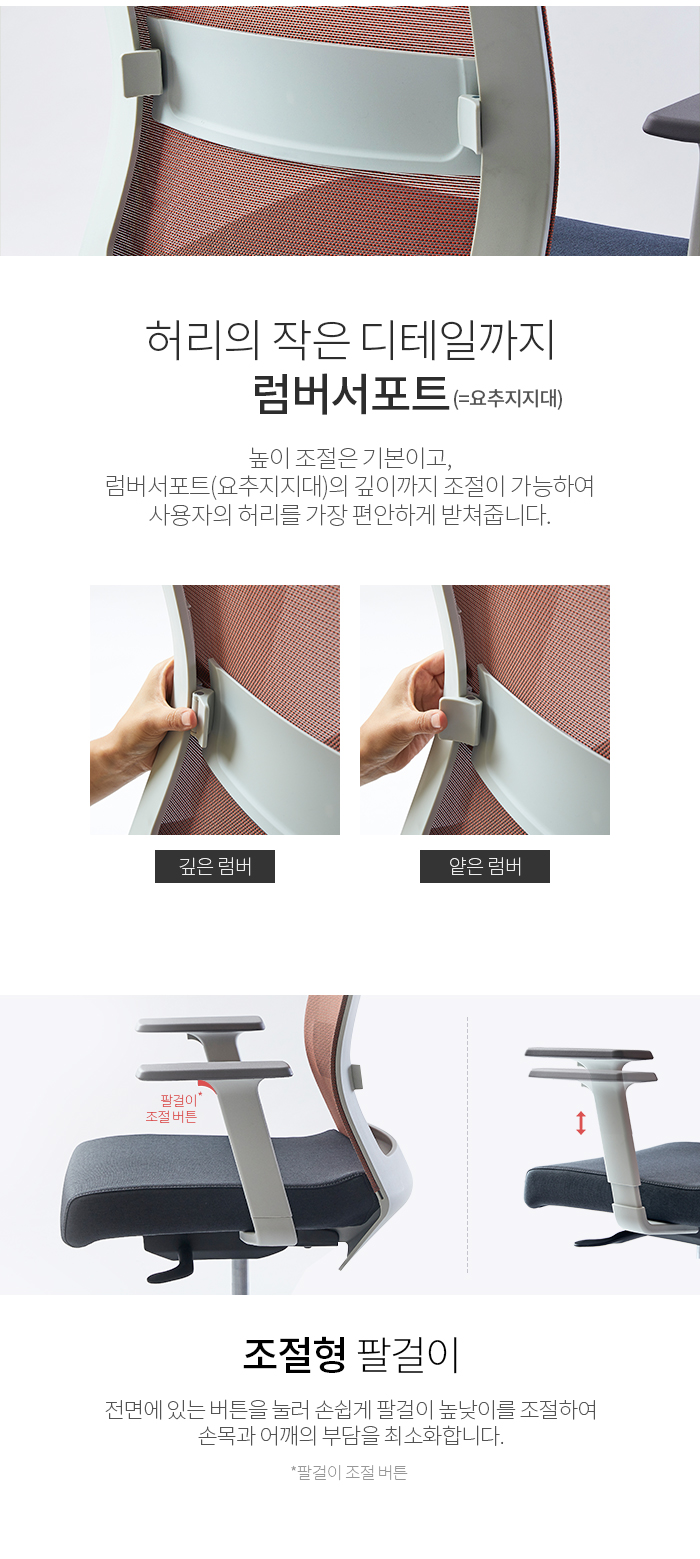 허리의 작은 디테일까지
럼버서포트(=요추지지대)
높이 조절은 기본이고,
럼버서포트(요추지지대)의 깊이까지 조절이 가능하여
사용자의 허리를 가장 편안하게 받쳐줍니다.
깊은 럼버
얕은 럼버
팔걸이*
조절 버튼
조절형 팔걸이
전면에 있는 버튼을 눌러 손쉽게 팔걸이 높낮이를 조절하여
손목과 어깨의 부담을 최소화합니다.
*팔걸이 조절 버튼